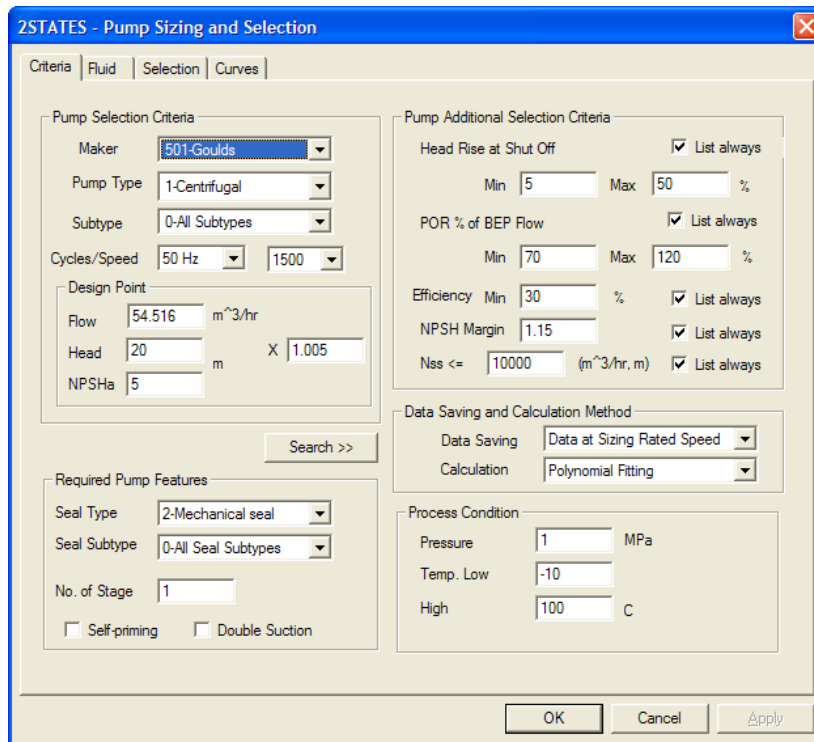 2STATES - Pump Sizing and Selection
Criteria Fluid Selection Curves
Pump Selection Criteria
Maker 501-Goulds
Pump Type 1-Centrifugal
Subtype 0-All Subtypes
Cycles/Speed 50 Hz 1500
Design Point
Flow 54.516 m^3/hr
Head 20 m X 1.005
NPSHa 5
Search >>
Required Pump Features
Seal Type 2-Mechanical seal
Seal Subtype 0-All Seal Subtypes
No. of Stage 1
Self-priming Double Suction
Pump Additional Selection Criteria
Head Rise at Shut Off List always
Min 5 Max 50 %
POR % of BEP Flow List always
Min 70 Max 120 %
Efficiency Min 30 % List always
NPSH Margin 1.15 List always
Nss <= 10000 (m^3/hr, m) List always
Data Saving and Calculation Method
Data Saving Data at Sizing Rated Speed
Calculation Polynomial Fitting
Process Condition
Pressure 1 MPa
Temp. Low -10
High 100 C
OK Cancel Apply